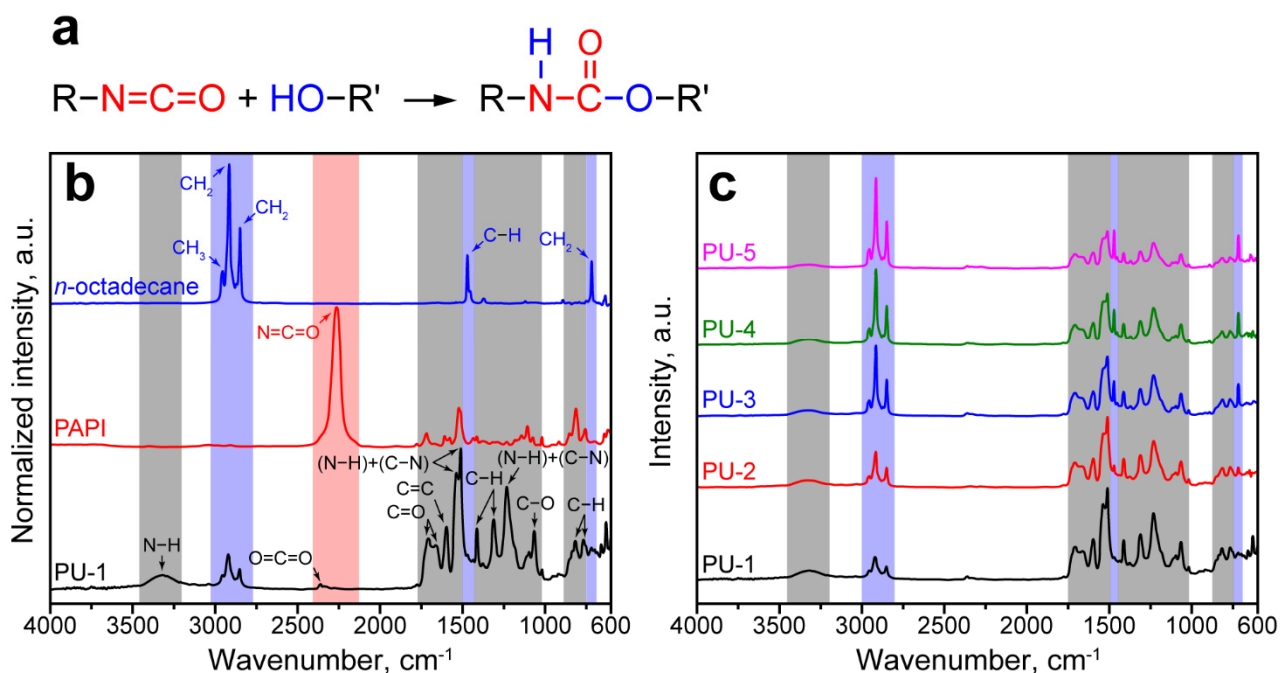 a
H O
R–N=C=O + HO–R' → R–N–C–O–R'
b
CH₂
CH₂
CH₃
C–H
CH₂
n-octadecane
N=C=O
PAPI
(N–H)+(C–N)
(N–H)+(C–N)
C=C
C–H
C=O
C–O
C–H
N–H
O=C=O
PU-1
Normalized intensity, a.u.
4000 3500 3000 2500 2000 1500 1000 600
Wavenumber, cm⁻¹
c
PU-5
PU-4
PU-3
PU-2
PU-1
Intensity, a.u.
4000 3500 3000 2500 2000 1500 1000 600
Wavenumber, cm⁻¹